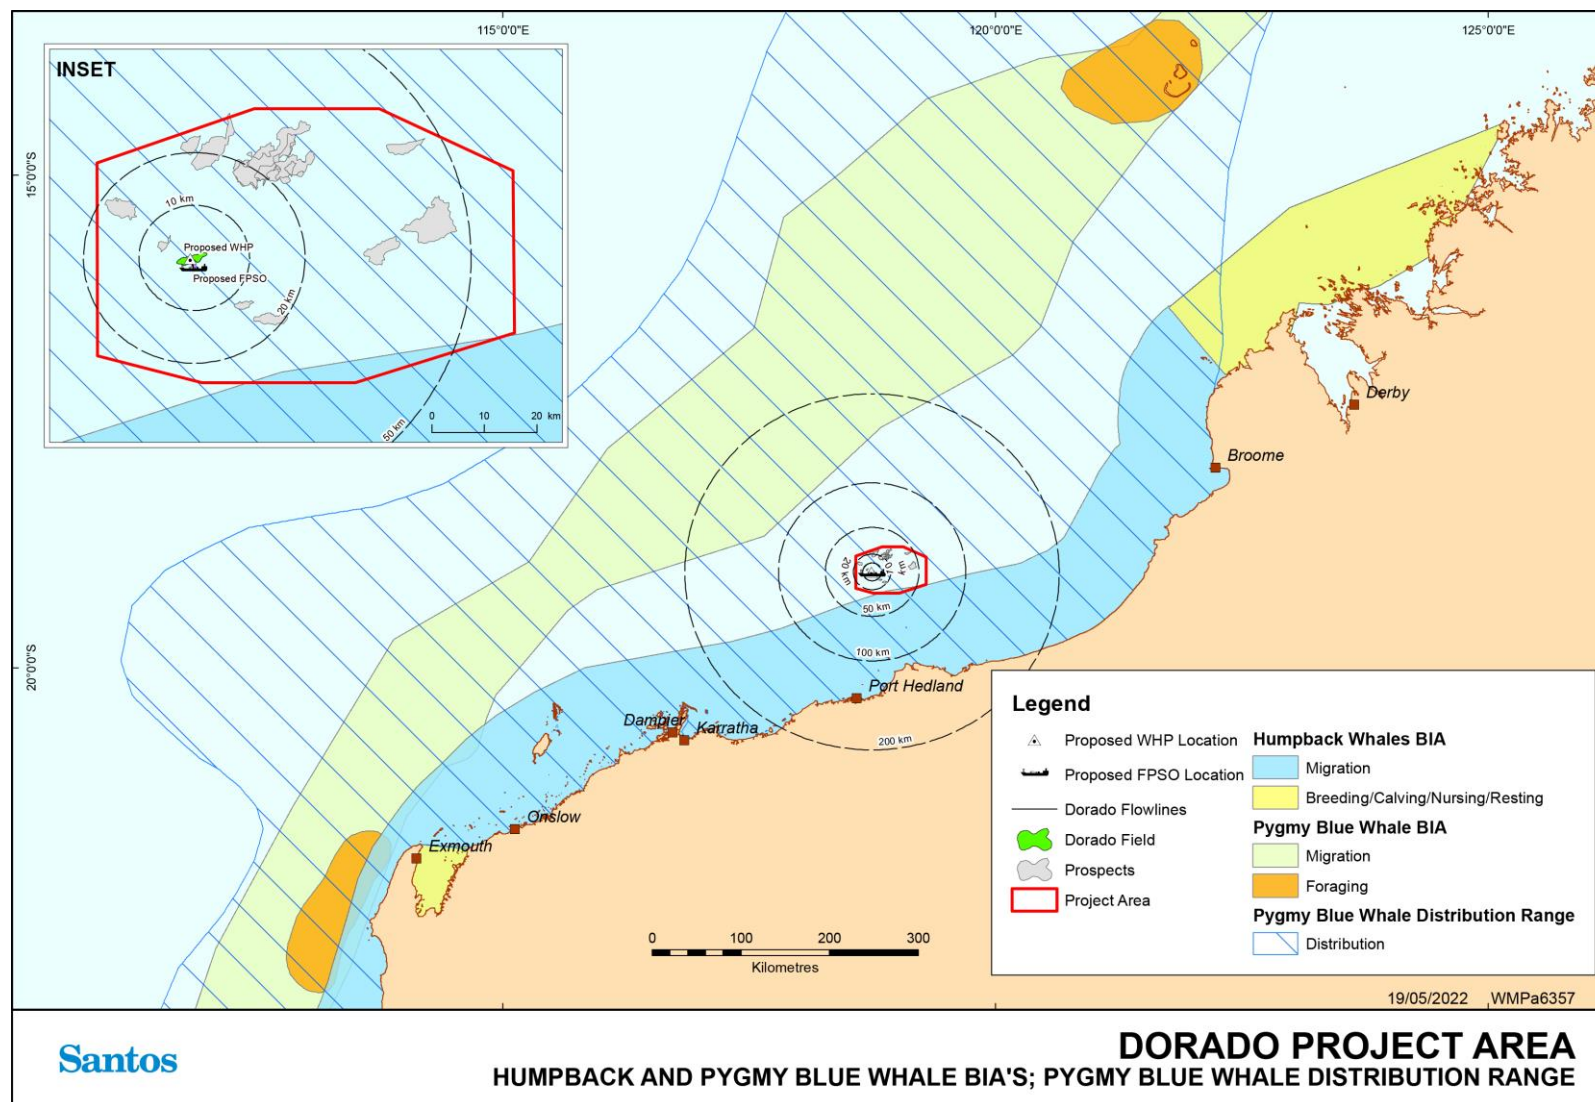 115°0'0"E
120°0'0"E
125°0'0"E
INSET
15°0'0"S
10 km
Proposed WHP
Proposed FPSO
20 km
50 km
0 10 20 km
Derby
Broome
20 km
10 km
50 km
100 km
200 km
20°0'0"S
Port Hedland
Dampier
Karratha
Onslow
Exmouth
0 100 200 300
Kilometres
Legend
Proposed WHP Location
Proposed FPSO Location
Dorado Flowlines
Dorado Field
Prospects
Project Area
Humpback Whales BIA
Migration
Breeding/Calving/Nursing/Resting
Pygmy Blue Whale BIA
Migration
Foraging
Pygmy Blue Whale Distribution Range
Distribution
19/05/2022 WMPa6357
Santos
DORADO PROJECT AREA
HUMPBACK AND PYGMY BLUE WHALE BIA'S; PYGMY BLUE WHALE DISTRIBUTION RANGE